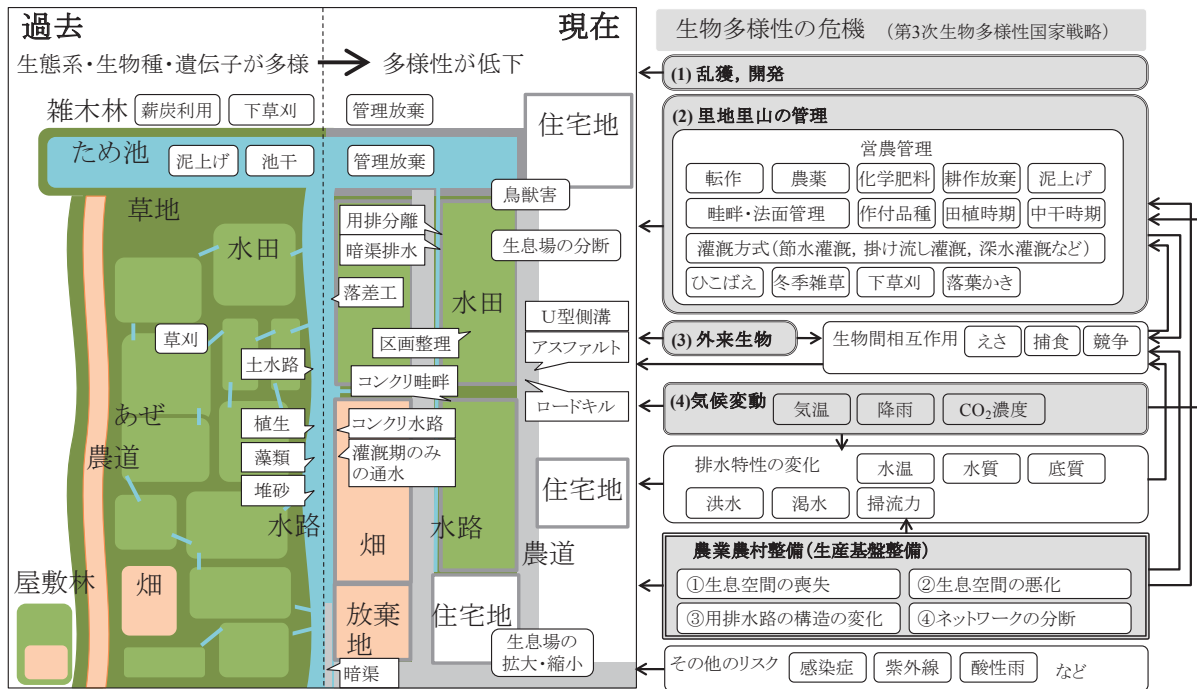 過去
現在
生態系・生物種・遺伝子が多様
多様性が低下
雑木林
薪炭利用
下草刈
管理放棄
住宅地
ため池
泥上げ
池干
管理放棄
鳥獣害
草地
用排分離
水田
生息場の分断
暗渠排水
落差工
水田
U型側溝
草刈
区画整理
アスファルト
土水路
コンクリ畦畔
ロードキル
あぜ
植生
コンクリ水路
農道
藻類
灌漑期のみ
の通水
住宅地
堆砂
水路
畑
水路
農道
屋敷林
畑
放棄
地
住宅地
生息場の
拡大・縮小
暗渠
生物多様性の危機 (第3次生物多様性国家戦略)
(1) 乱獲, 開発
(2) 里地里山の管理
営農管理
転作
農薬
化学肥料
耕作放棄
泥上げ
畦畔・法面管理
作付品種
田植時期
中干時期
灌漑方式(節水灌漑, 掛け流し灌漑, 深水灌漑など)
ひこばえ
冬季雑草
下草刈
落葉かき
(3) 外来生物
生物間相互作用
えさ
捕食
競争
(4)気候変動
気温
降雨
CO₂濃度
排水特性の変化
水温
水質
底質
洪水
渇水
掃流力
農業農村整備(生産基盤整備)
①生息空間の喪失
②生息空間の悪化
③用排水路の構造の変化
④ネットワークの分断
その他のリスク
感染症
紫外線
酸性雨
など